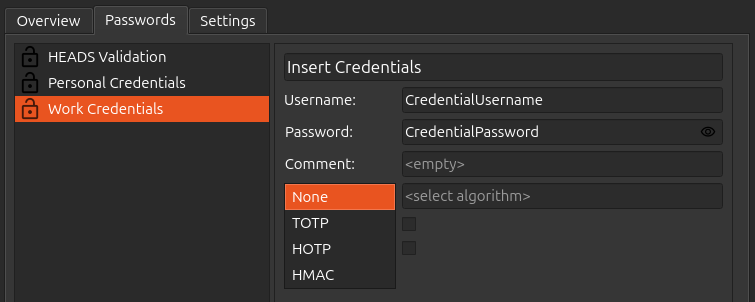 Overview Passwords Settings
HEADS Validation
Personal Credentials
Work Credentials
Insert Credentials
Username: CredentialUsername
Password: CredentialPassword
Comment: <empty>
None <select algorithm>
TOTP
HOTP
HMAC